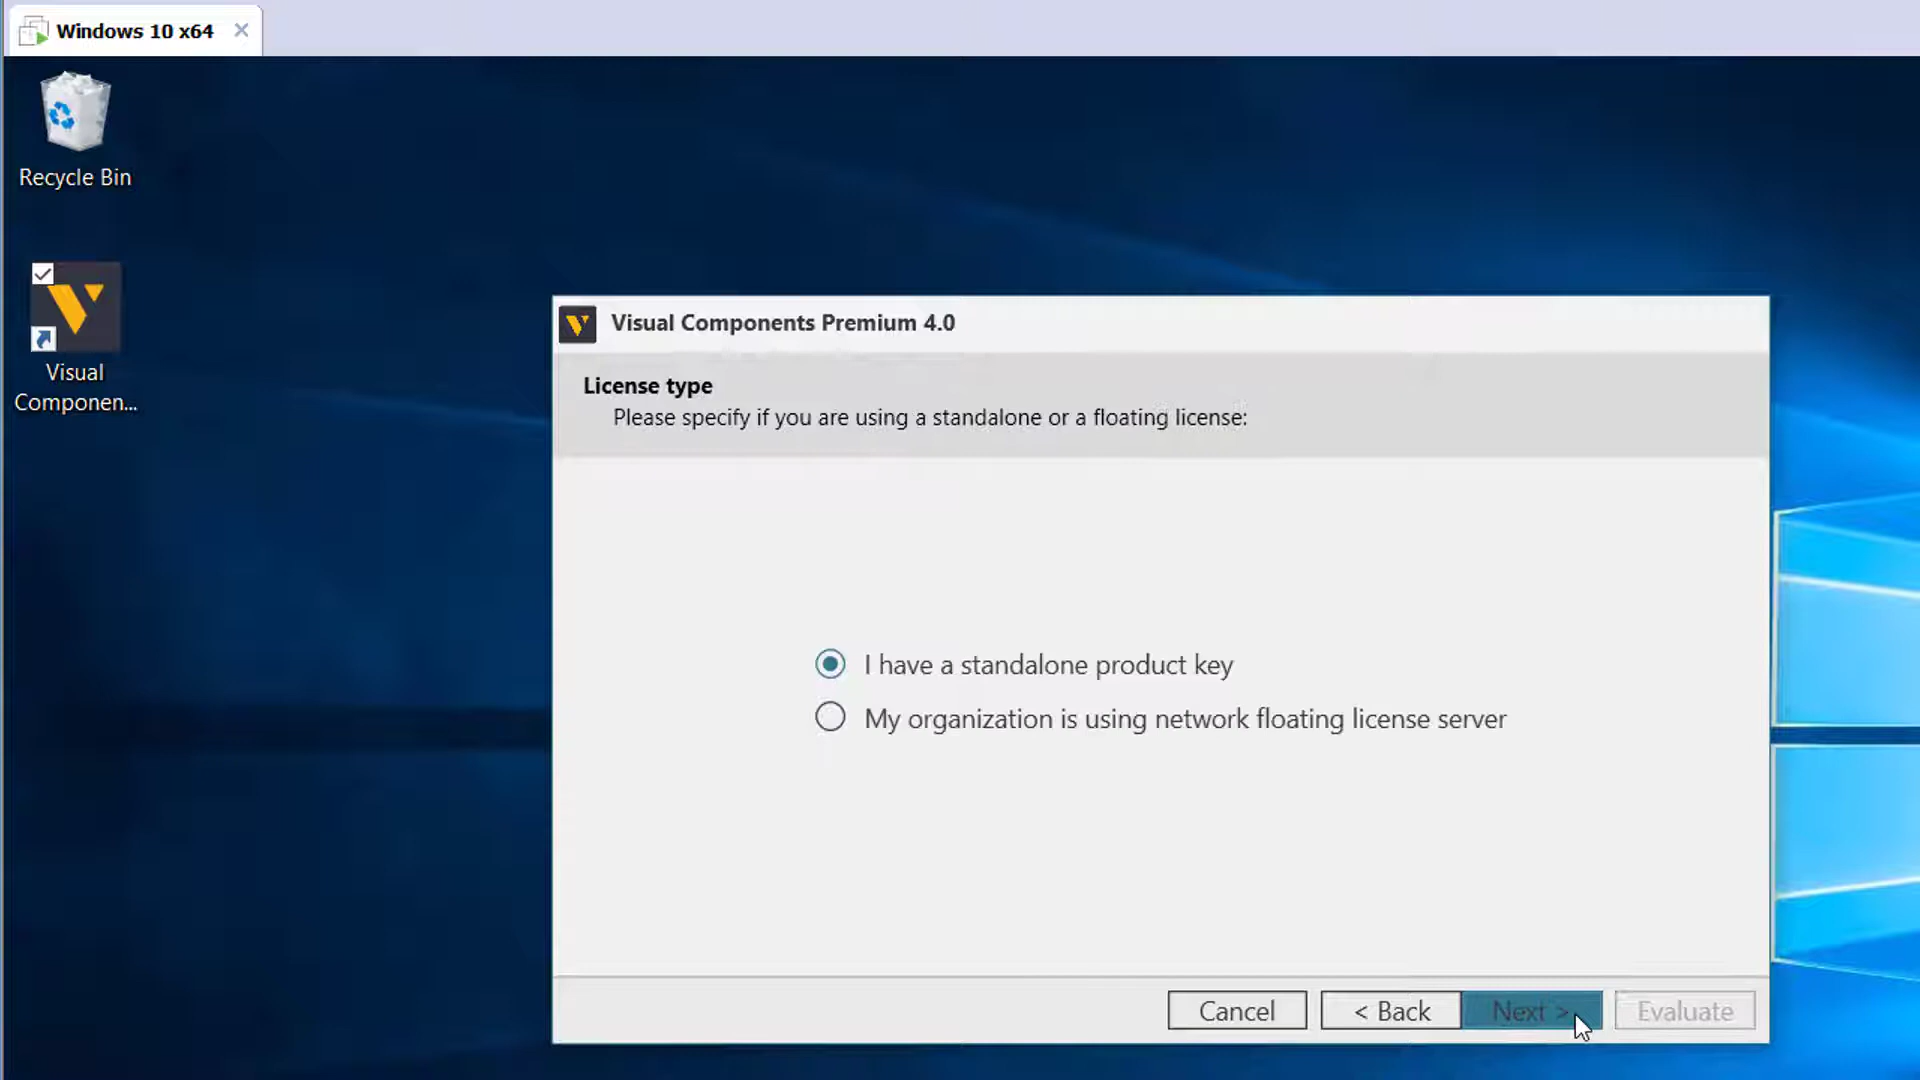 Windows 10 x64
Recycle Bin
Visual
Componen...
Visual Components Premium 4.0
License type
Please specify if you are using a standalone or a floating license:
I have a standalone product key
My organization is using network floating license server
Cancel
< Back
Next >
Evaluate